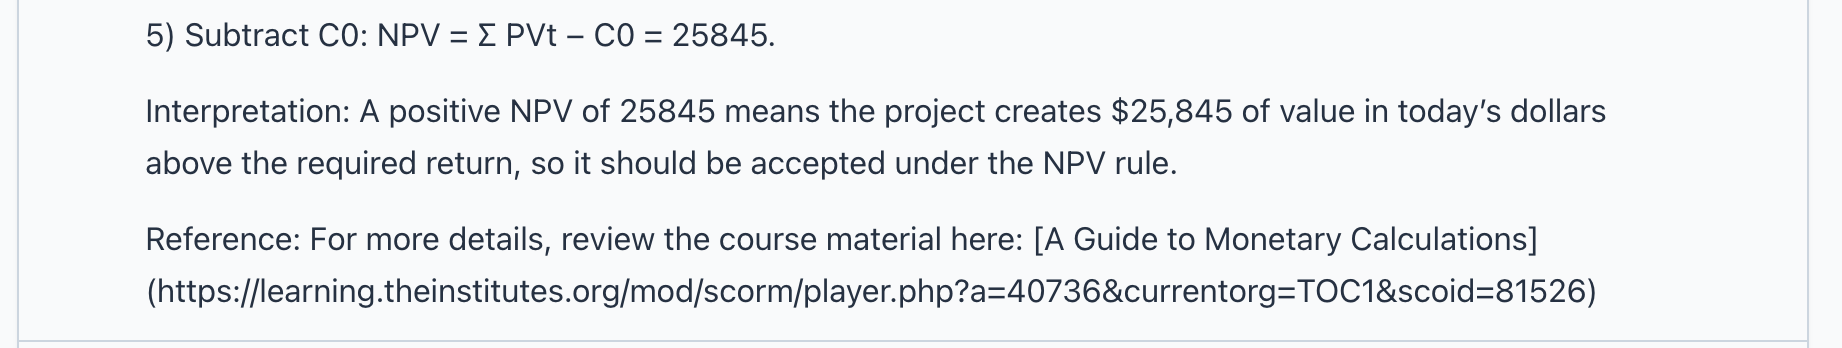 5) Subtract C0: NPV = Σ PVt – C0 = 25845.
Interpretation: A positive NPV of 25845 means the project creates $25,845 of value in today’s dollars
above the required return, so it should be accepted under the NPV rule.
Reference: For more details, review the course material here: [A Guide to Monetary Calculations]
(https://learning.theinstitutes.org/mod/scorm/player.php?a=40736&currentorg=TOC1&scoid=81526)